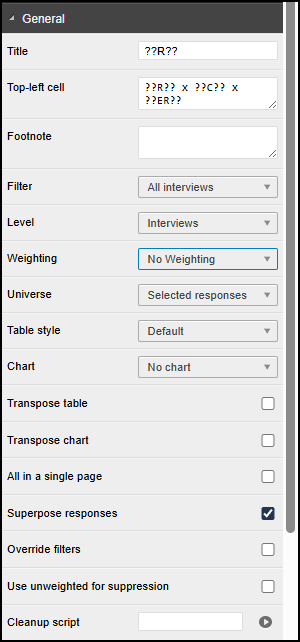 General
Title ??R??
Top-left cell ??R?? x ??C?? x
??ER??
Footnote
Filter All interviews
Level Interviews
Weighting No Weighting
Universe Selected responses
Table style Default
Chart No chart
Transpose table
Transpose chart
All in a single page
Superpose responses
Override filters
Use unweighted for suppression
Cleanup script